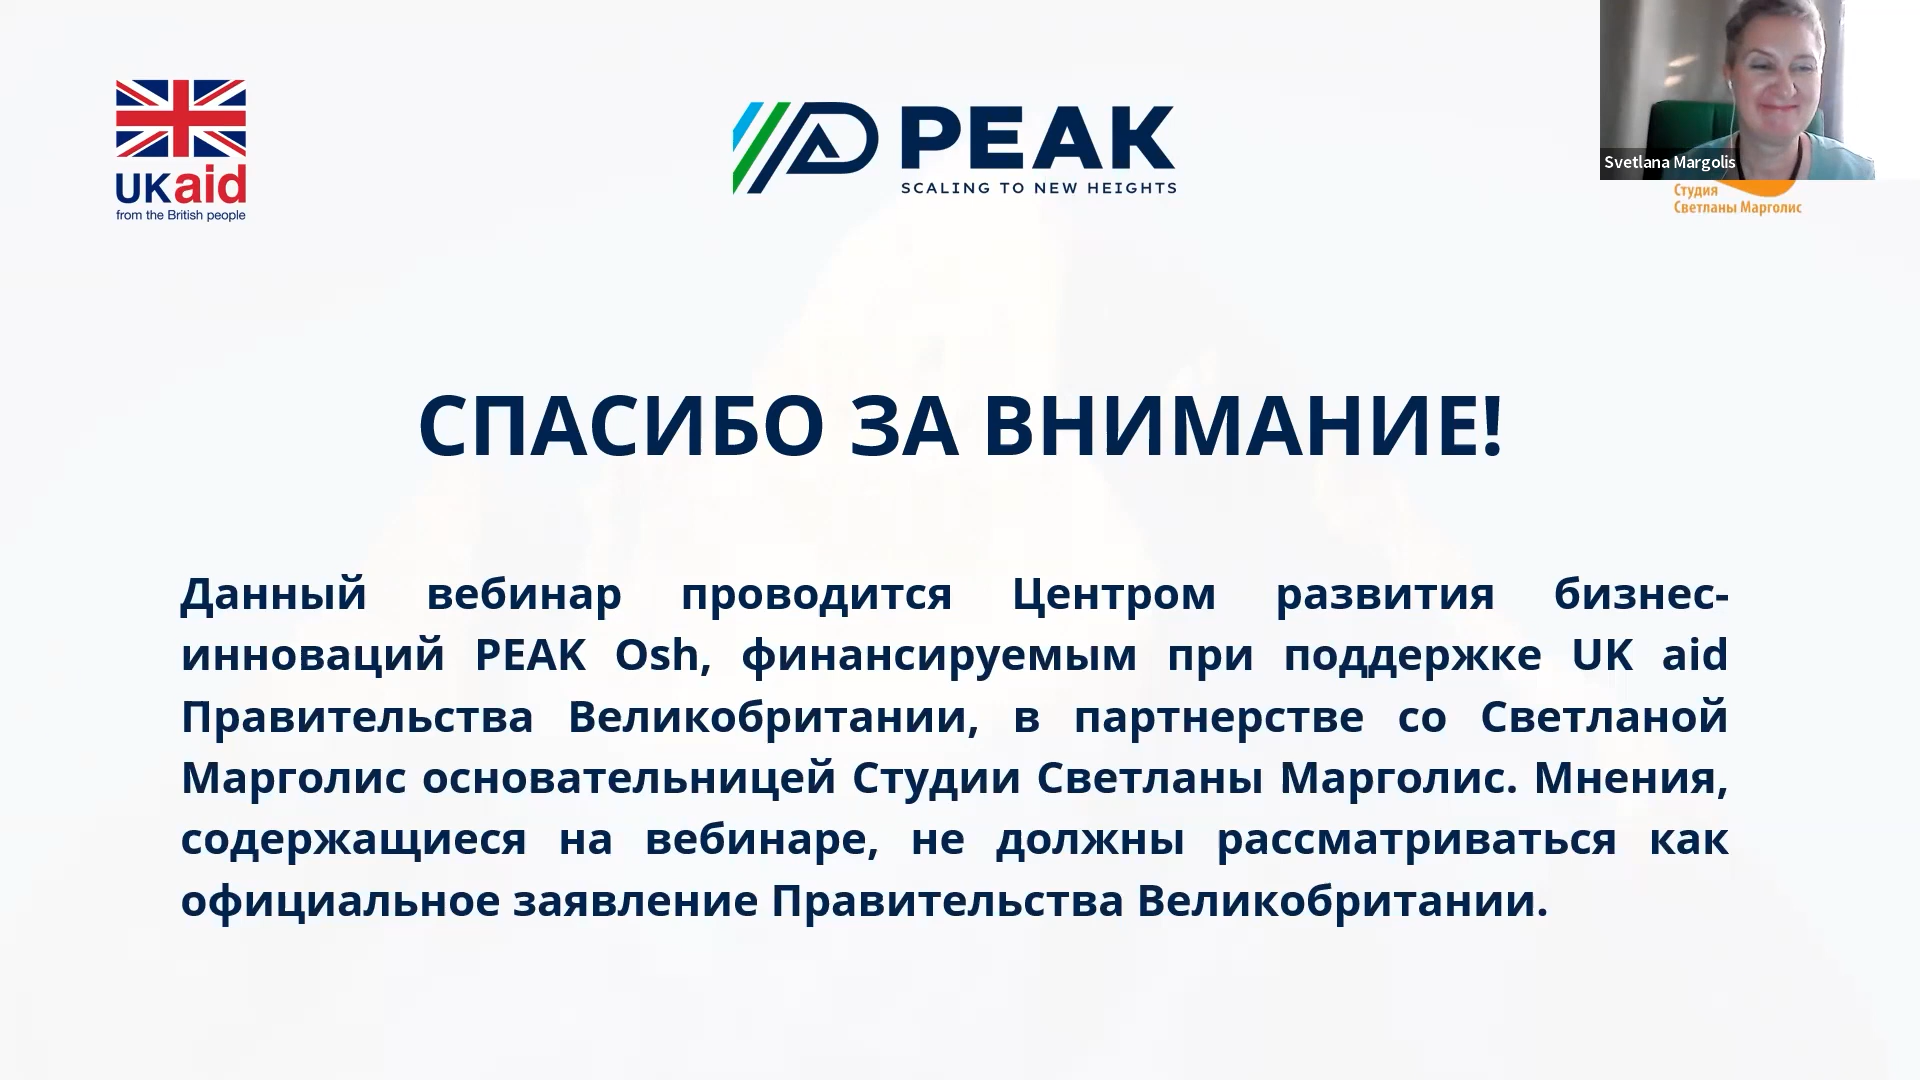 UKaid
from the British people
PEAK
SCALING TO NEW HEIGHTS
Svetlana Margolis
Студия
Светланы Марголис
СПАСИБО ЗА ВНИМАНИЕ!
Данный вебинар проводится Центром развития бизнес-
инноваций PEAK Osh, финансируемым при поддержке UK aid
Правительства Великобритании, в партнерстве со Светланой
Марголис основательницей Студии Светланы Марголис. Мнения,
содержащиеся на вебинаре, не должны рассматриваться как
официальное заявление Правительства Великобритании.